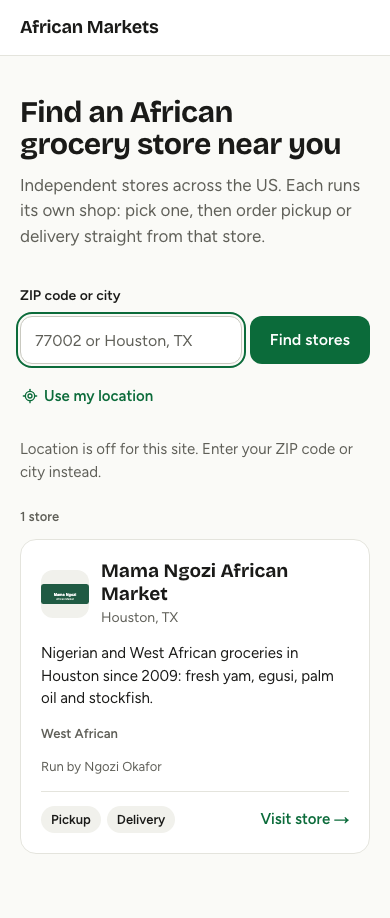 African Markets
Find an African
grocery store near you
Independent stores across the US. Each runs
its own shop: pick one, then order pickup or
delivery straight from that store.
ZIP code or city
77002 or Houston, TX
Find stores
Use my location
Location is off for this site. Enter your ZIP code or
city instead.
1 store
Mama Ngozi
Mama Ngozi African
Market
Houston, TX
Nigerian and West African groceries in
Houston since 2009: fresh yam, egusi, palm
oil and stockfish.
West African
Run by Ngozi Okafor
Pickup
Delivery
Visit store →